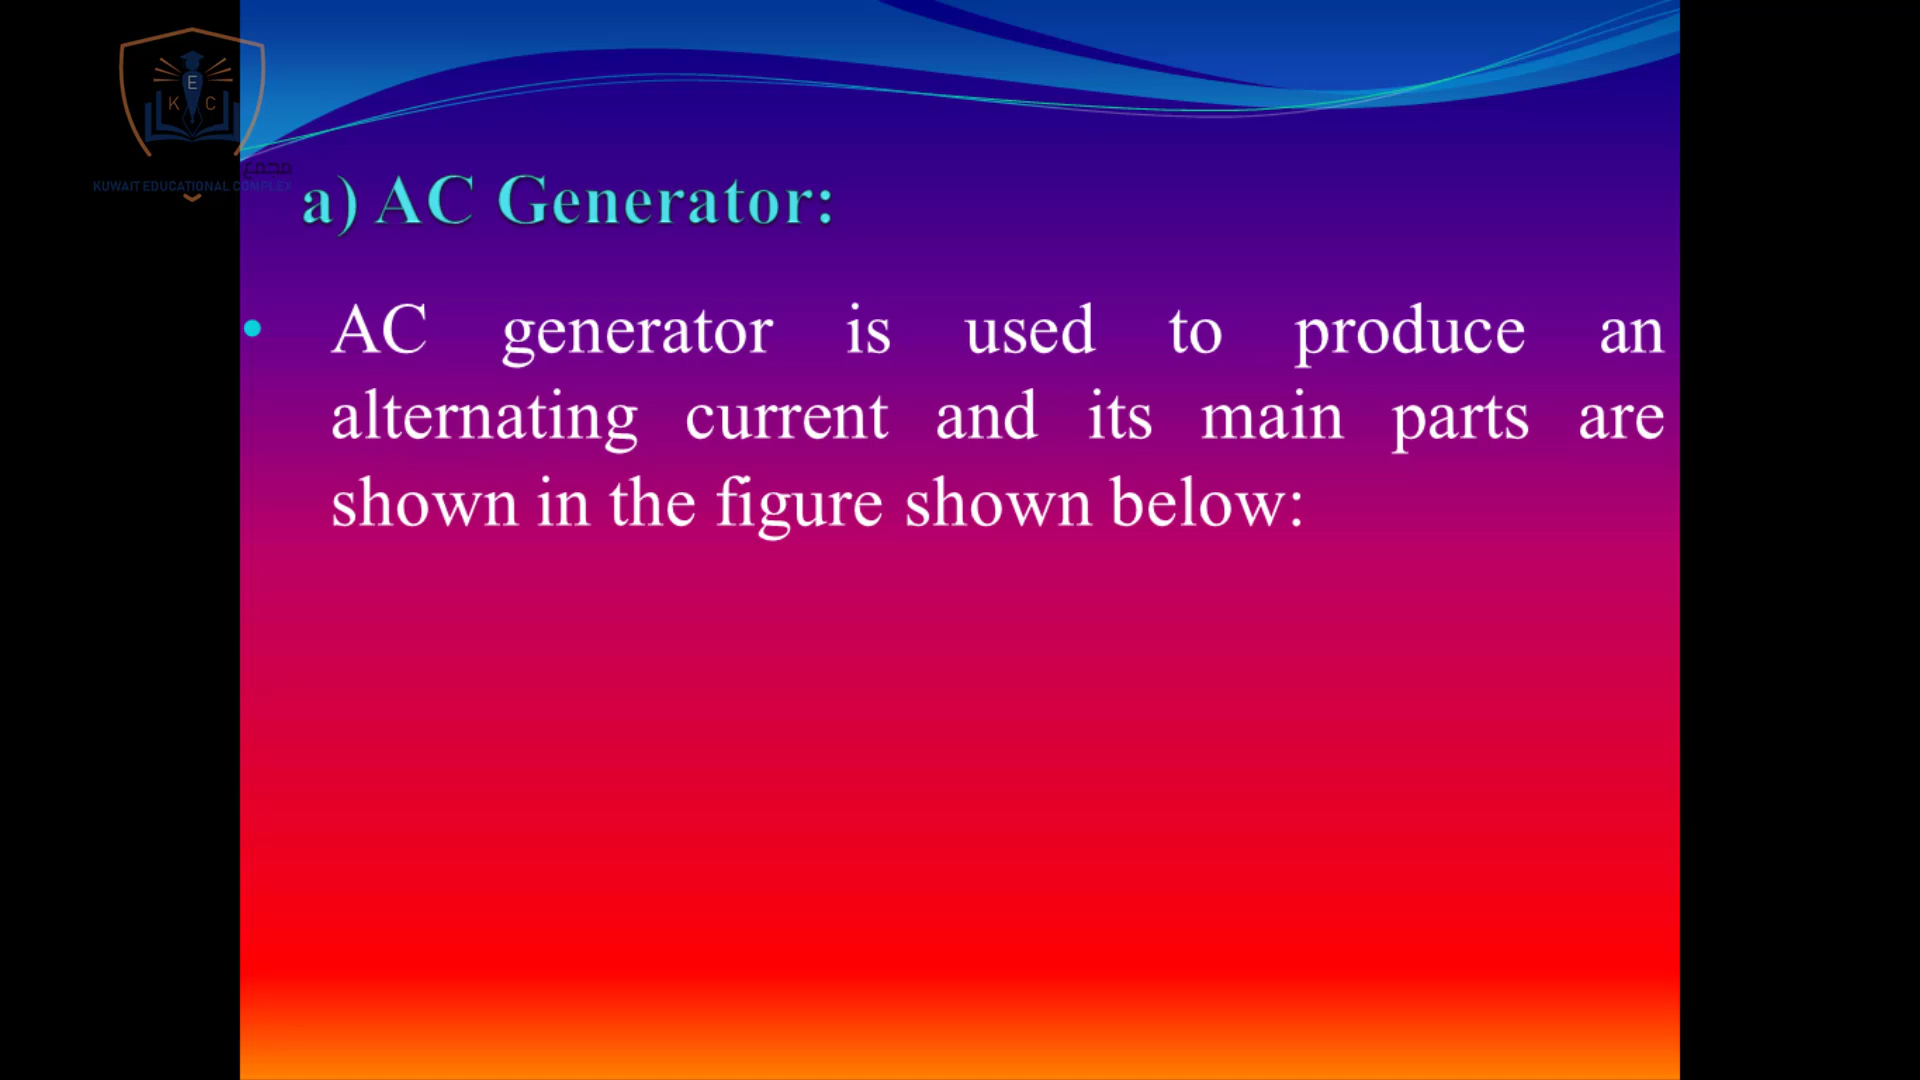 E
K C
مجمع
KUWAIT EDUCATIONAL COMPLEX
a) AC Generator:
• AC generator is used to produce an
alternating current and its main parts are
shown in the figure shown below: